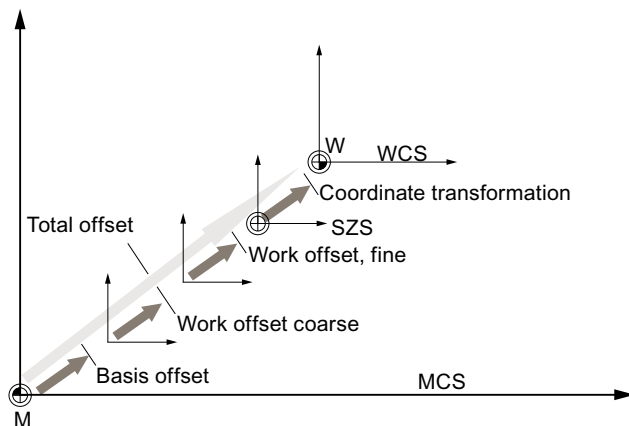 W
WCS
Coordinate transformation
Total offset
SZS
Work offset, fine
Work offset coarse
Basis offset
MCS
M